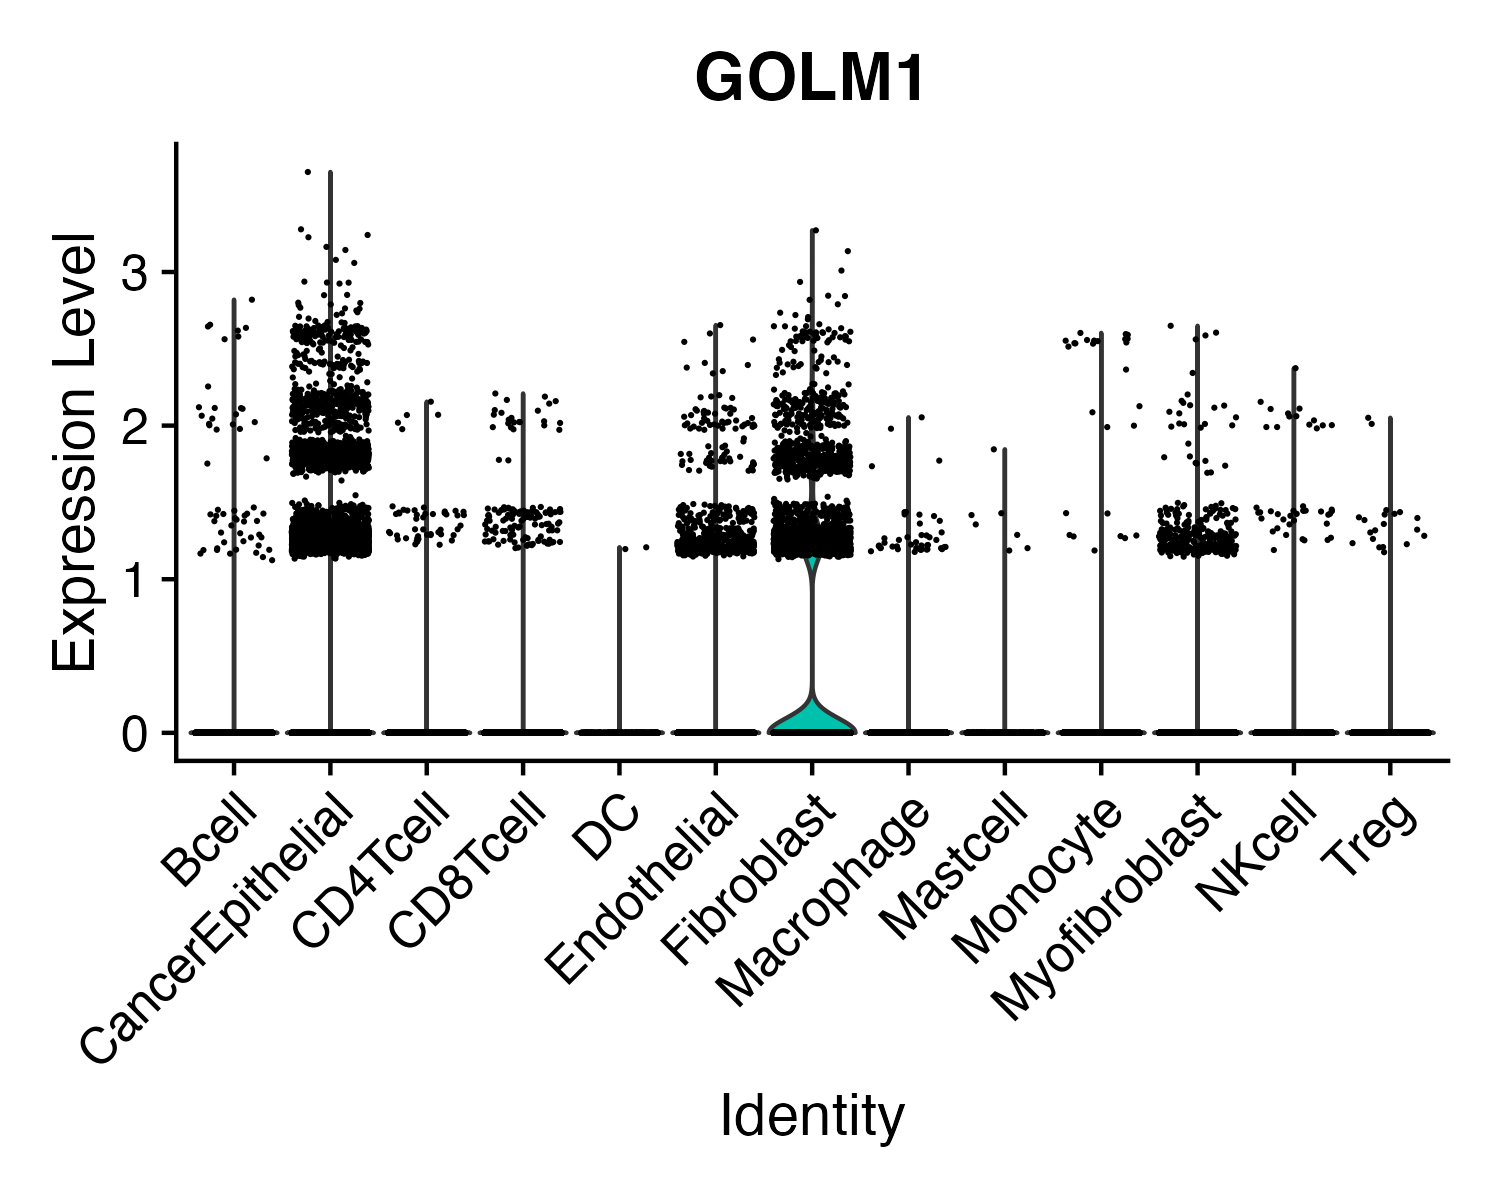 GOLM1
Expression Level
3
2
1
0
Bcell
CancerEpithelial
CD4Tcell
CD8Tcell
DC
Endothelial
Fibroblast
Macrophage
Mastcell
Monocyte
Myofibroblast
NKcell
Treg
Identity